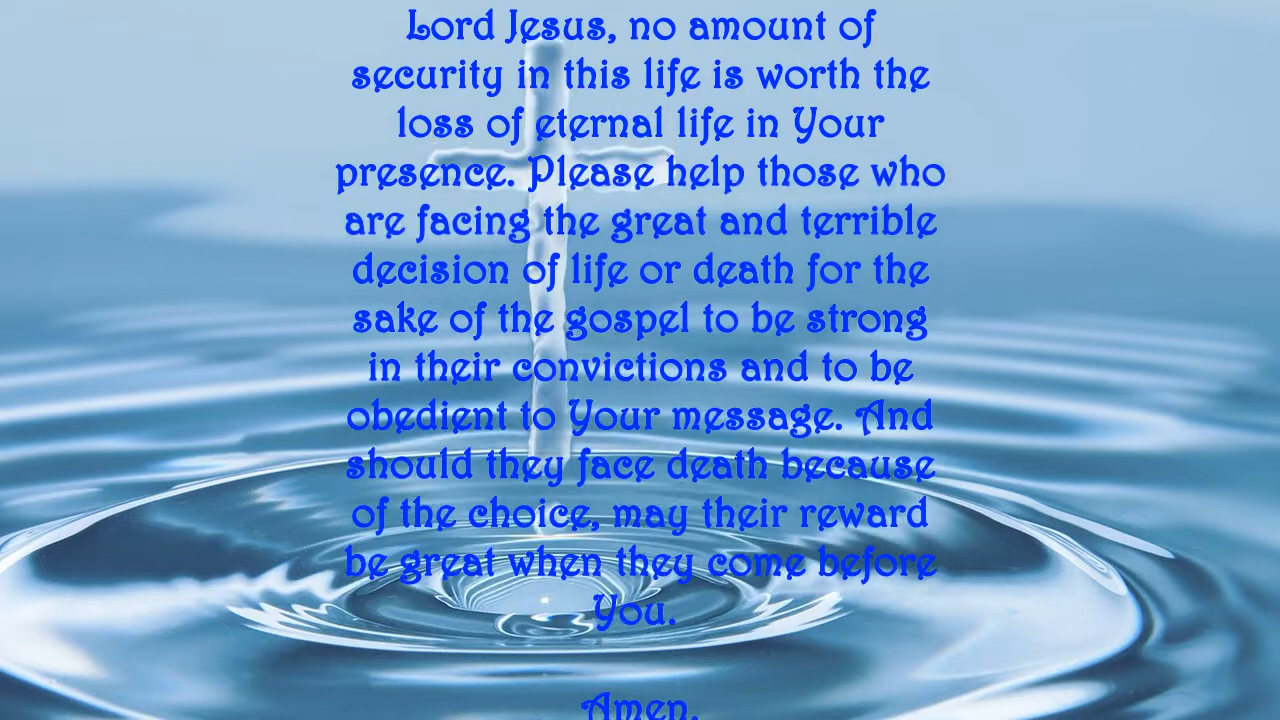 Lord Jesus, no amount of
security in this life is worth the
loss of eternal life in Your
presence. Please help those who
are facing the great and terrible
decision of life or death for the
sake of the gospel to be strong
in their convictions and to be
obedient to Your message. And
should they face death because
of the choice, may their reward
be great when they come before
You.
Amen.